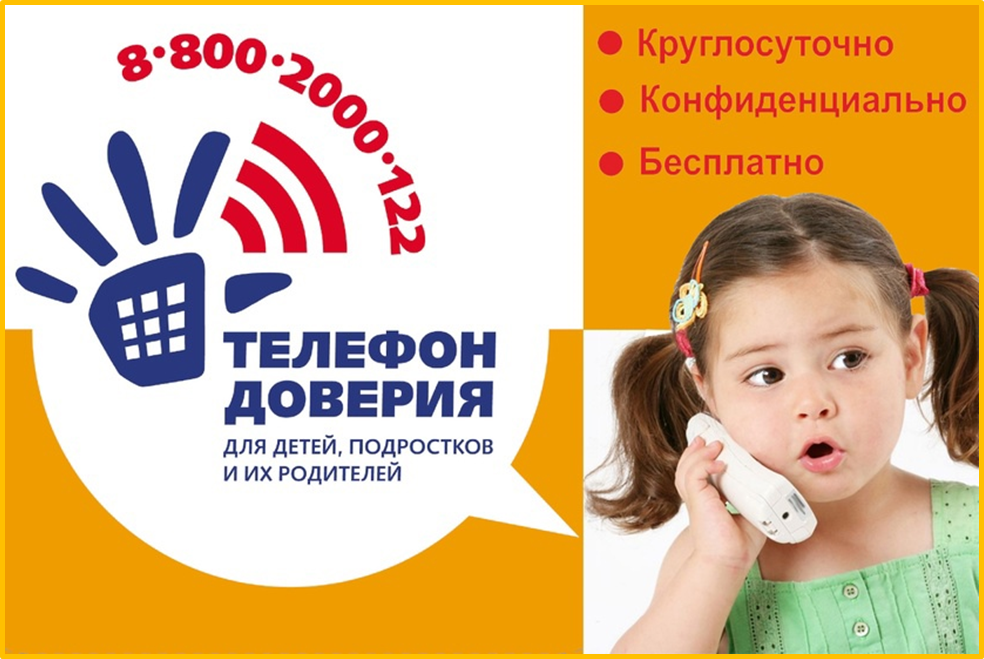 8·800·2000·122
ТЕЛЕФОН
ДОВЕРИЯ
ДЛЯ ДЕТЕЙ, ПОДРОСТКОВ
И ИХ РОДИТЕЛЕЙ
Круглосуточно
Конфиденциально
Бесплатно